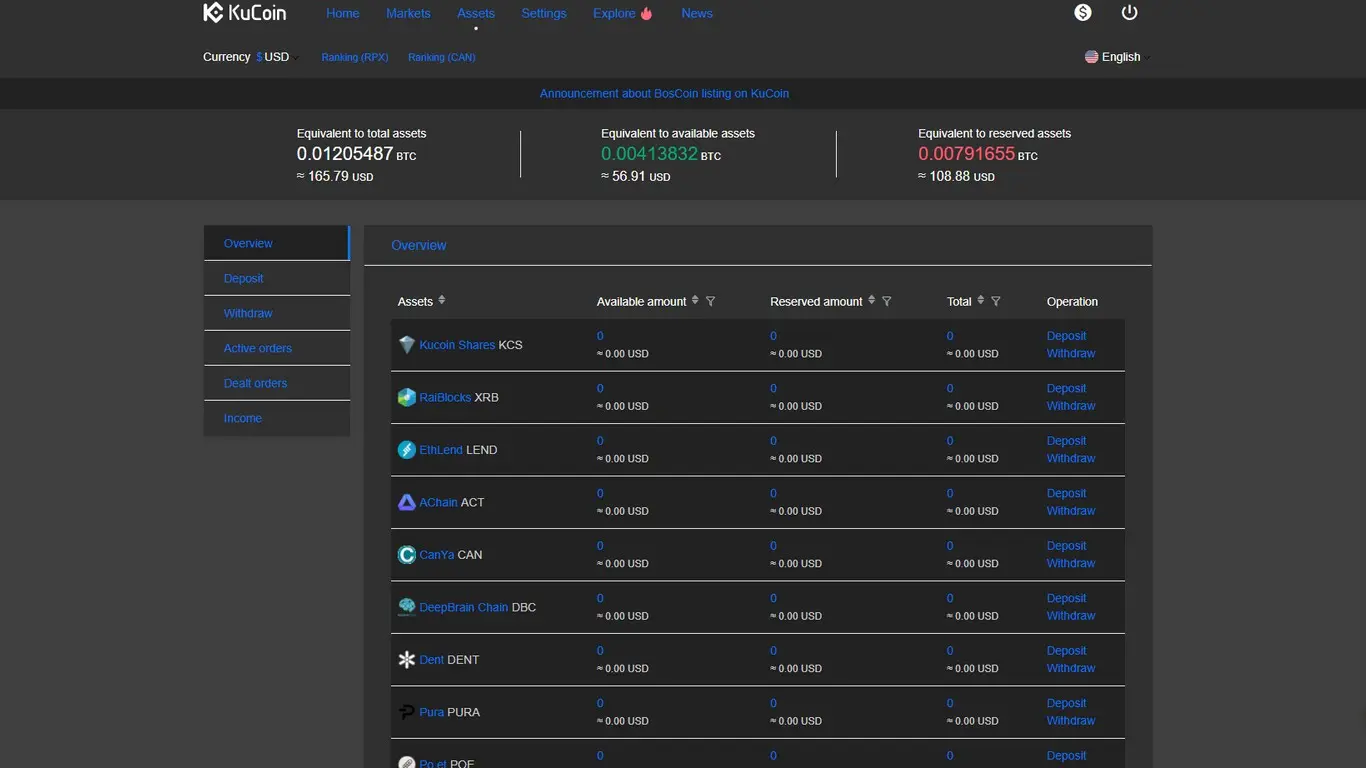 KuCoin Home Markets Assets Settings Explore News
Currency $ USD Ranking (RPX) Ranking (CAN) English
Announcement about BosCoin listing on KuCoin
Equivalent to total assets Equivalent to available assets Equivalent to reserved assets
0.01205487 BTC 0.00413832 BTC 0.00791655 BTC
≈ 165.79 USD ≈ 56.91 USD ≈ 108.88 USD
Overview
Deposit
Withdraw
Active orders
Dealt orders
Income
Overview
Assets Available amount Reserved amount Total Operation
Kucoin Shares KCS 0 0 0 Deposit
≈ 0.00 USD ≈ 0.00 USD ≈ 0.00 USD Withdraw
RaiBlocks XRB 0 0 0 Deposit
≈ 0.00 USD ≈ 0.00 USD ≈ 0.00 USD Withdraw
EthLend LEND 0 0 0 Deposit
≈ 0.00 USD ≈ 0.00 USD ≈ 0.00 USD Withdraw
AChain ACT 0 0 0 Deposit
≈ 0.00 USD ≈ 0.00 USD ≈ 0.00 USD Withdraw
CanYa CAN 0 0 0 Deposit
≈ 0.00 USD ≈ 0.00 USD ≈ 0.00 USD Withdraw
DeepBrain Chain DBC 0 0 0 Deposit
≈ 0.00 USD ≈ 0.00 USD ≈ 0.00 USD Withdraw
Dent DENT 0 0 0 Deposit
≈ 0.00 USD ≈ 0.00 USD ≈ 0.00 USD Withdraw
Pura PURA 0 0 0 Deposit
≈ 0.00 USD ≈ 0.00 USD ≈ 0.00 USD Withdraw
Po.et POE 0 0 0 Deposit